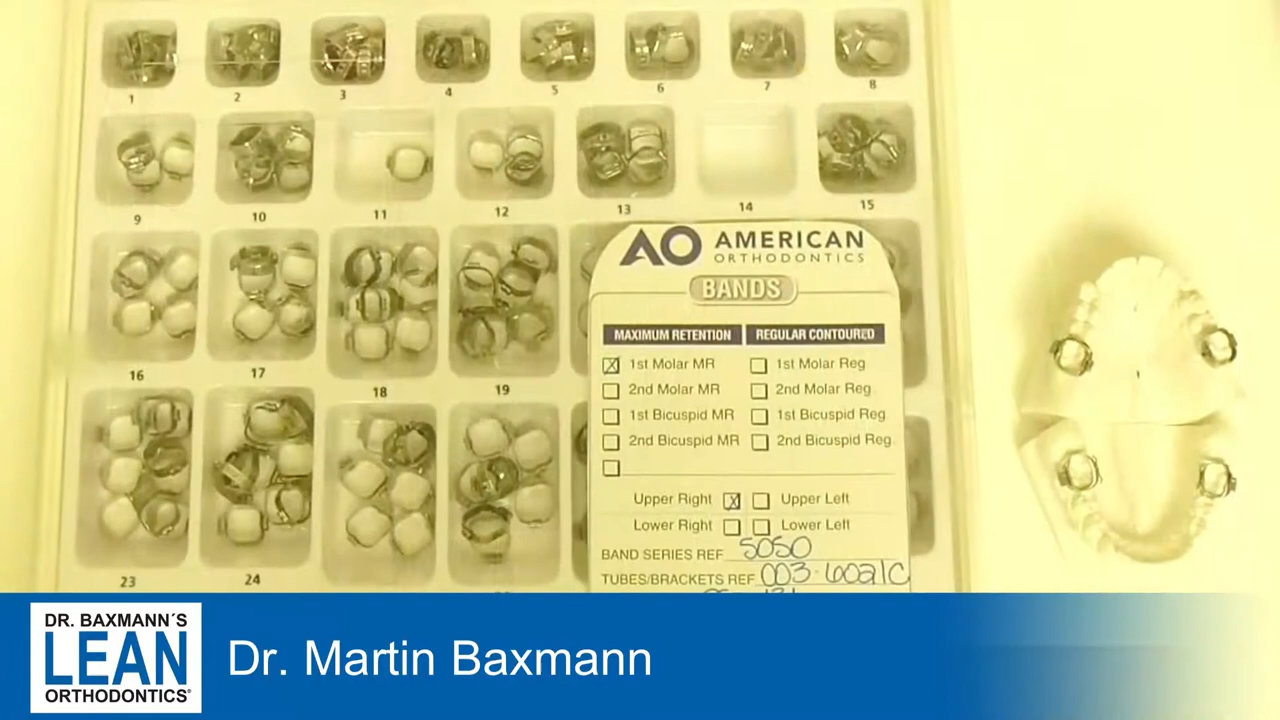 1 2 3 4 5 6 7 8
9 10 11 12 13 14 15
16 17 18 19
23 24
AO AMERICAN
ORTHODONTICS
BANDS
MAXIMUM RETENTION REGULAR CONTOURED
1st Molar MR 1st Molar Reg
2nd Molar MR 2nd Molar Reg
1st Bicuspid MR 1st Bicuspid Reg
2nd Bicuspid MR 2nd Bicuspid Reg
Upper Right Upper Left
Lower Right Lower Left
BAND SERIES REF 5050
TUBES/BRACKETS REF
DR. BAXMANN´S
LEAN
ORTHODONTICS®
Dr. Martin Baxmann